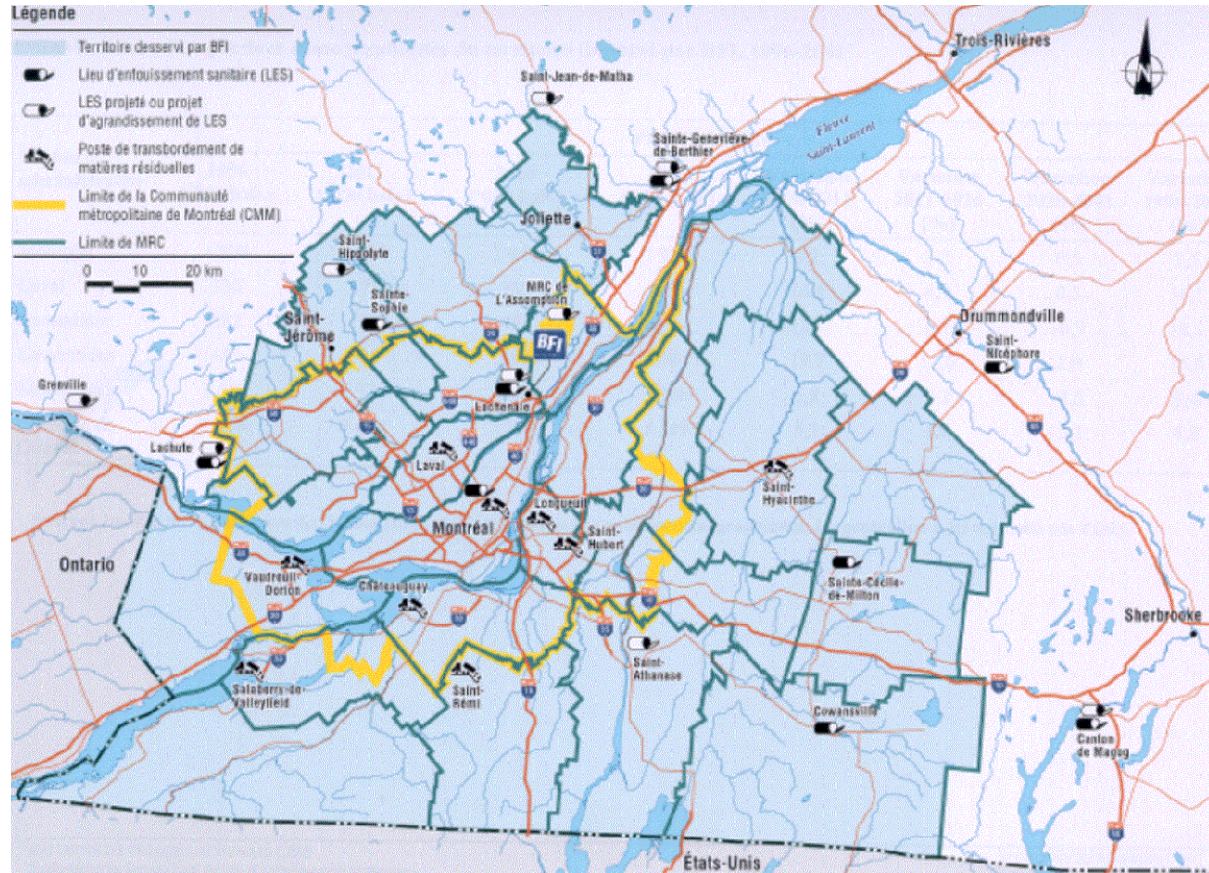 Légende
Territoire desservi par BFI
Lieu d'enfouissement sanitaire (LES)
LES projeté ou projet
d'agrandissement de LES
Poste de transbordement de
matières résiduelles
Limite de la Communauté
métropolitaine de Montréal (CMM)
Limite de MRC
0 10 20 km
Trois-Rivières
Saint-Jean-de-Matha
N
Fleuve
Saint-Laurent
Sainte-Geneviève-
de-Berthier
Joliette
Saint-
Hippolyte
MRC de
L'Assomption
Sainte-
Sophie
Saint-
Jérôme
BFI
Drummondville
Saint-
Nicéphore
Grenville
Lachenaie
Lachute
Laval
Saint-
Hyacinthe
Longueuil
Montréal
Saint-
Hubert
Ontario
Vaudreuil-
Dorion
Châteauguay
Sainte-Cécile-
de-Milton
Sherbrooke
Saint-
Athanase
Salaberry-de-
Valleyfield
Saint-
Rémi
Cowansville
Canton
de Magog
États-Unis